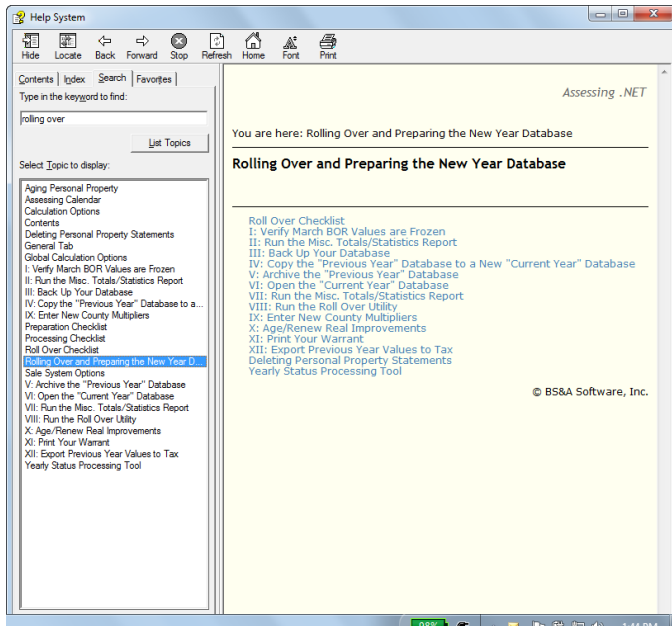 Help System
Hide Locate Back Forward Stop Refresh Home Font Print
Contents Index Search Favorites
Type in the keyword to find:
rolling over
List Topics
Select Topic to display:
Aging Personal Property
Assessing Calendar
Calculation Options
Contents
Deleting Personal Property Statements
General Tab
Global Calculation Options
I: Verify March BOR Values are Frozen
II: Run the Misc. Totals/Statistics Report
III: Back Up Your Database
IV: Copy the "Previous Year" Database to a...
IX: Enter New County Multipliers
Preparation Checklist
Processing Checklist
Roll Over Checklist
Rolling Over and Preparing the New Year D...
Sale System Options
V: Archive the "Previous Year" Database
VI: Open the "Current Year" Database
VII: Run the Misc. Totals/Statistics Report
VIII: Run the Roll Over Utility
X: Age/Renew Real Improvements
XI: Print Your Warrant
XII: Export Previous Year Values to Tax
Yearly Status Processing Tool
Assessing .NET
You are here: Rolling Over and Preparing the New Year Database
Rolling Over and Preparing the New Year Database
Roll Over Checklist
I: Verify March BOR Values are Frozen
II: Run the Misc. Totals/Statistics Report
III: Back Up Your Database
IV: Copy the "Previous Year" Database to a New "Current Year" Database
V: Archive the "Previous Year" Database
VI: Open the "Current Year" Database
VII: Run the Misc. Totals/Statistics Report
VIII: Run the Roll Over Utility
IX: Enter New County Multipliers
X: Age/Renew Real Improvements
XI: Print Your Warrant
XII: Export Previous Year Values to Tax
Deleting Personal Property Statements
Yearly Status Processing Tool
© BS&A Software, Inc.
98%
1:44 PM